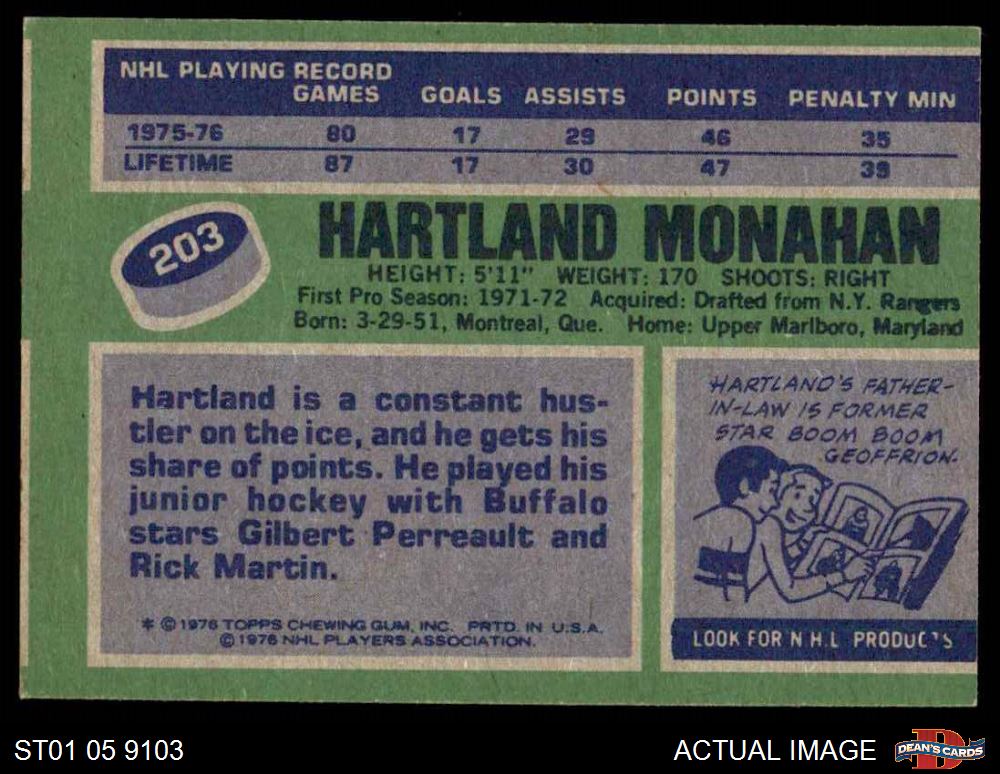 NHL PLAYING RECORD
GAMES GOALS ASSISTS POINTS PENALTY MIN
1975-76 80 17 29 46 35
LIFETIME 87 17 30 47 39
203
HARTLAND MONAHAN
HEIGHT: 5'11" WEIGHT: 170 SHOOTS: RIGHT
First Pro Season: 1971-72 Acquired: Drafted from N.Y. Rangers
Born: 3-29-51, Montreal, Que. Home: Upper Marlboro, Maryland
Hartland is a constant hus-
tler on the ice, and he gets his
share of points. He played his
junior hockey with Buffalo
stars Gilbert Perreault and
Rick Martin.
* © 1976 TOPPS CHEWING GUM, INC. PRTD. IN U.S.A.
© 1976 NHL PLAYERS ASSOCIATION.
HARTLAND'S FATHER-
IN-LAW IS FORMER
STAR BOOM BOOM
GEOFFRION.
LOOK FOR N.H.L PRODUCTS
ST01 05 9103
ACTUAL IMAGE
D
DEAN'S CARDS